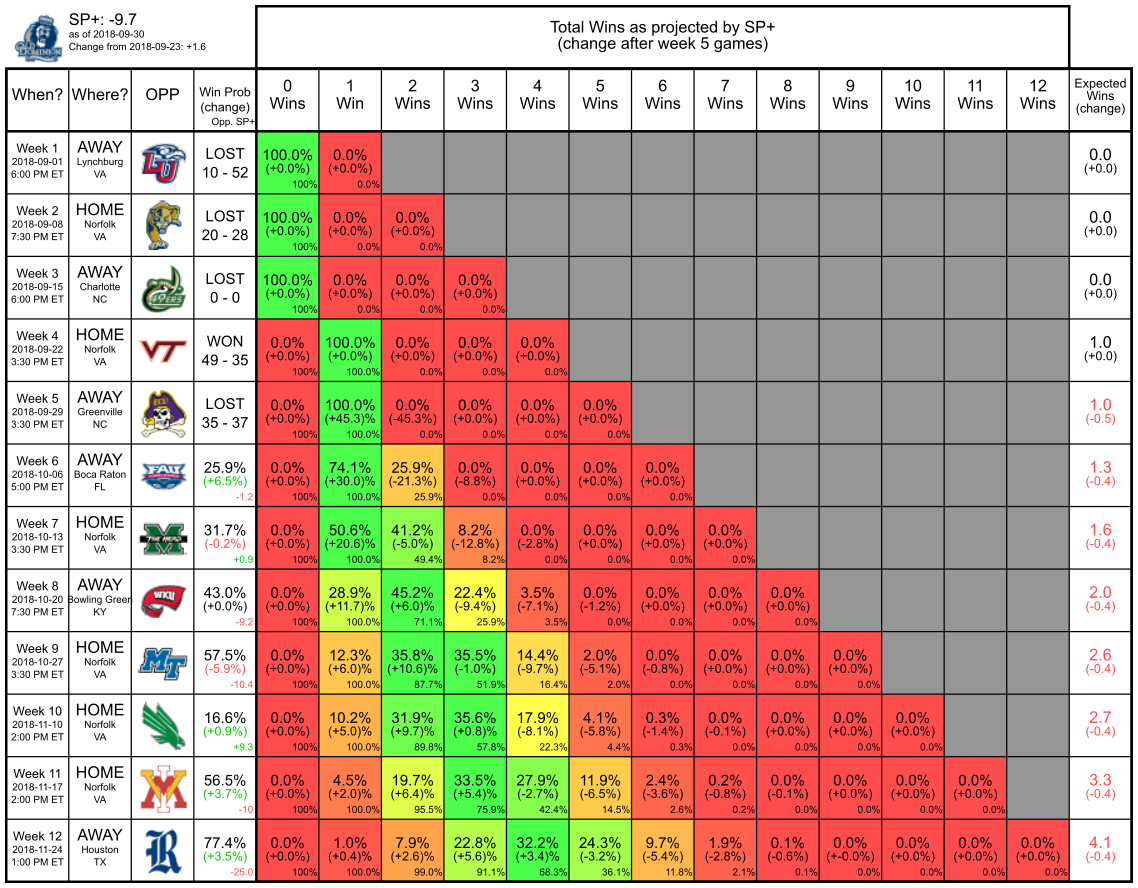 SP+: -9.7
as of 2018-09-30
Change from 2018-09-23: +1.6
OLD DOMINION
Total Wins as projected by SP+
(change after week 5 games)
When? Where? OPP Win Prob (change) Opp. SP+ 0 Wins 1 Win 2 Wins 3 Wins 4 Wins 5 Wins 6 Wins 7 Wins 8 Wins 9 Wins 10 Wins 11 Wins 12 Wins Expected Wins (change)
Week 1 AWAY LOST 100.0% 0.0% 0.0
2018-09-01 Lynchburg LU (+0.0%) (+0.0%) (+0.0)
6:00 PM ET VA 10 - 52 100% 0.0%
Week 2 HOME LOST 100.0% 0.0% 0.0% 0.0
2018-09-08 Norfolk (+0.0%) (+0.0%) (+0.0%) (+0.0)
7:30 PM ET VA 20 - 28 100% 0.0% 0.0%
Week 3 AWAY LOST 100.0% 0.0% 0.0% 0.0% 0.0
2018-09-15 Charlotte 49ERS (+0.0%) (+0.0%) (+0.0%) (+0.0%) (+0.0)
6:00 PM ET NC 0 - 0 100% 0.0% 0.0% 0.0%
Week 4 HOME WON 0.0% 100.0% 0.0% 0.0% 0.0% 1.0
2018-09-22 Norfolk VT (+0.0%) (+0.0%) (+0.0%) (+0.0%) (+0.0%) (+0.0)
3:30 PM ET VA 49 - 35 100% 100.0% 0.0% 0.0% 0.0%
Week 5 AWAY LOST 0.0% 100.0% 0.0% 0.0% 0.0% 0.0% 1.0
2018-09-29 Greenville ECU (+0.0%) (+45.3)% (-45.3%) (+0.0%) (+0.0%) (+0.0%) (-0.5)
3:30 PM ET NC 35 - 37 100% 100.0% 0.0% 0.0% 0.0% 0.0%
Week 6 AWAY 25.9% 0.0% 74.1% 25.9% 0.0% 0.0% 0.0% 0.0% 1.3
2018-10-06 Boca Raton FAU (+6.5%) (+0.0%) (+30.0)% (-21.3%) (-8.8%) (+0.0%) (+0.0%) (+0.0%) (-0.4)
5:00 PM ET FL -1.2 100% 100.0% 25.9% 0.0% 0.0% 0.0% 0.0%
Week 7 HOME 31.7% 0.0% 50.6% 41.2% 8.2% 0.0% 0.0% 0.0% 0.0% 1.6
2018-10-13 Norfolk THE HERD (-0.2%) (+0.0%) (+20.6)% (-5.0%) (-12.8%) (-2.8%) (+0.0%) (+0.0%) (+0.0%) (-0.4)
3:30 PM ET VA +0.9 100% 100.0% 49.4% 8.2% 0.0% 0.0% 0.0% 0.0%
Week 8 AWAY 43.0% 0.0% 28.9% 45.2% 22.4% 3.5% 0.0% 0.0% 0.0% 0.0% 2.0
2018-10-20 Bowling Green WKU (+0.0%) (+0.0%) (+11.7)% (+6.0%) (-9.4%) (-7.1%) (-1.2%) (+0.0%) (+0.0%) (+0.0%) (-0.4)
7:30 PM ET KY -9.2 100% 100.0% 71.1% 25.9% 3.5% 0.0% 0.0% 0.0% 0.0%
Week 9 HOME 57.5% 0.0% 12.3% 35.8% 35.5% 14.4% 2.0% 0.0% 0.0% 0.0% 0.0% 2.6
2018-10-27 Norfolk MT (-5.9%) (+0.0%) (+6.0)% (+10.6)% (-1.0%) (-9.7%) (-5.1%) (-0.8%) (+0.0%) (+0.0%) (+0.0%) (-0.4)
3:30 PM ET VA -10.4 100% 100.0% 87.7% 51.9% 16.4% 2.0% 0.0% 0.0% 0.0% 0.0%
Week 10 HOME 16.6% 0.0% 10.2% 31.9% 35.6% 17.9% 4.1% 0.3% 0.0% 0.0% 0.0% 0.0% 2.7
2018-11-10 Norfolk (+0.9%) (+0.0%) (+5.0)% (+9.7%) (+0.8)% (-8.1%) (-5.8%) (-1.4%) (-0.1%) (+0.0%) (+0.0%) (+0.0%) (-0.4)
2:00 PM ET VA +9.3 100% 100.0% 89.8% 57.8% 22.3% 4.4% 0.3% 0.0% 0.0% 0.0% 0.0%
Week 11 HOME 56.5% 0.0% 4.5% 19.7% 33.5% 27.9% 11.9% 2.4% 0.2% 0.0% 0.0% 0.0% 0.0% 3.3
2018-11-17 Norfolk VMI (+3.7%) (+0.0%) (+2.0)% (+6.4)% (+5.4)% (-2.7%) (-6.5%) (-3.6%) (-0.8%) (-0.1%) (+0.0%) (+0.0%) (+0.0%) (-0.4)
2:00 PM ET VA -10 100% 100.0% 95.5% 75.9% 42.4% 14.5% 2.6% 0.2% 0.0% 0.0% 0.0% 0.0%
Week 12 AWAY 77.4% 0.0% 1.0% 7.9% 22.8% 32.2% 24.3% 9.7% 1.9% 0.1% 0.0% 0.0% 0.0% 0.0% 4.1
2018-11-24 Houston R (+3.5%) (+0.0%) (+0.4)% (+2.6%) (+5.6)% (+3.4)% (-3.2%) (-5.4%) (-2.8%) (-0.6%) (+-0.0%) (+0.0%) (+0.0%) (+0.0%) (-0.4)
1:00 PM ET TX -25.0 100% 100.0% 99.0% 91.1% 68.3% 36.1% 11.8% 2.1% 0.1% 0.0% 0.0% 0.0% 0.0%